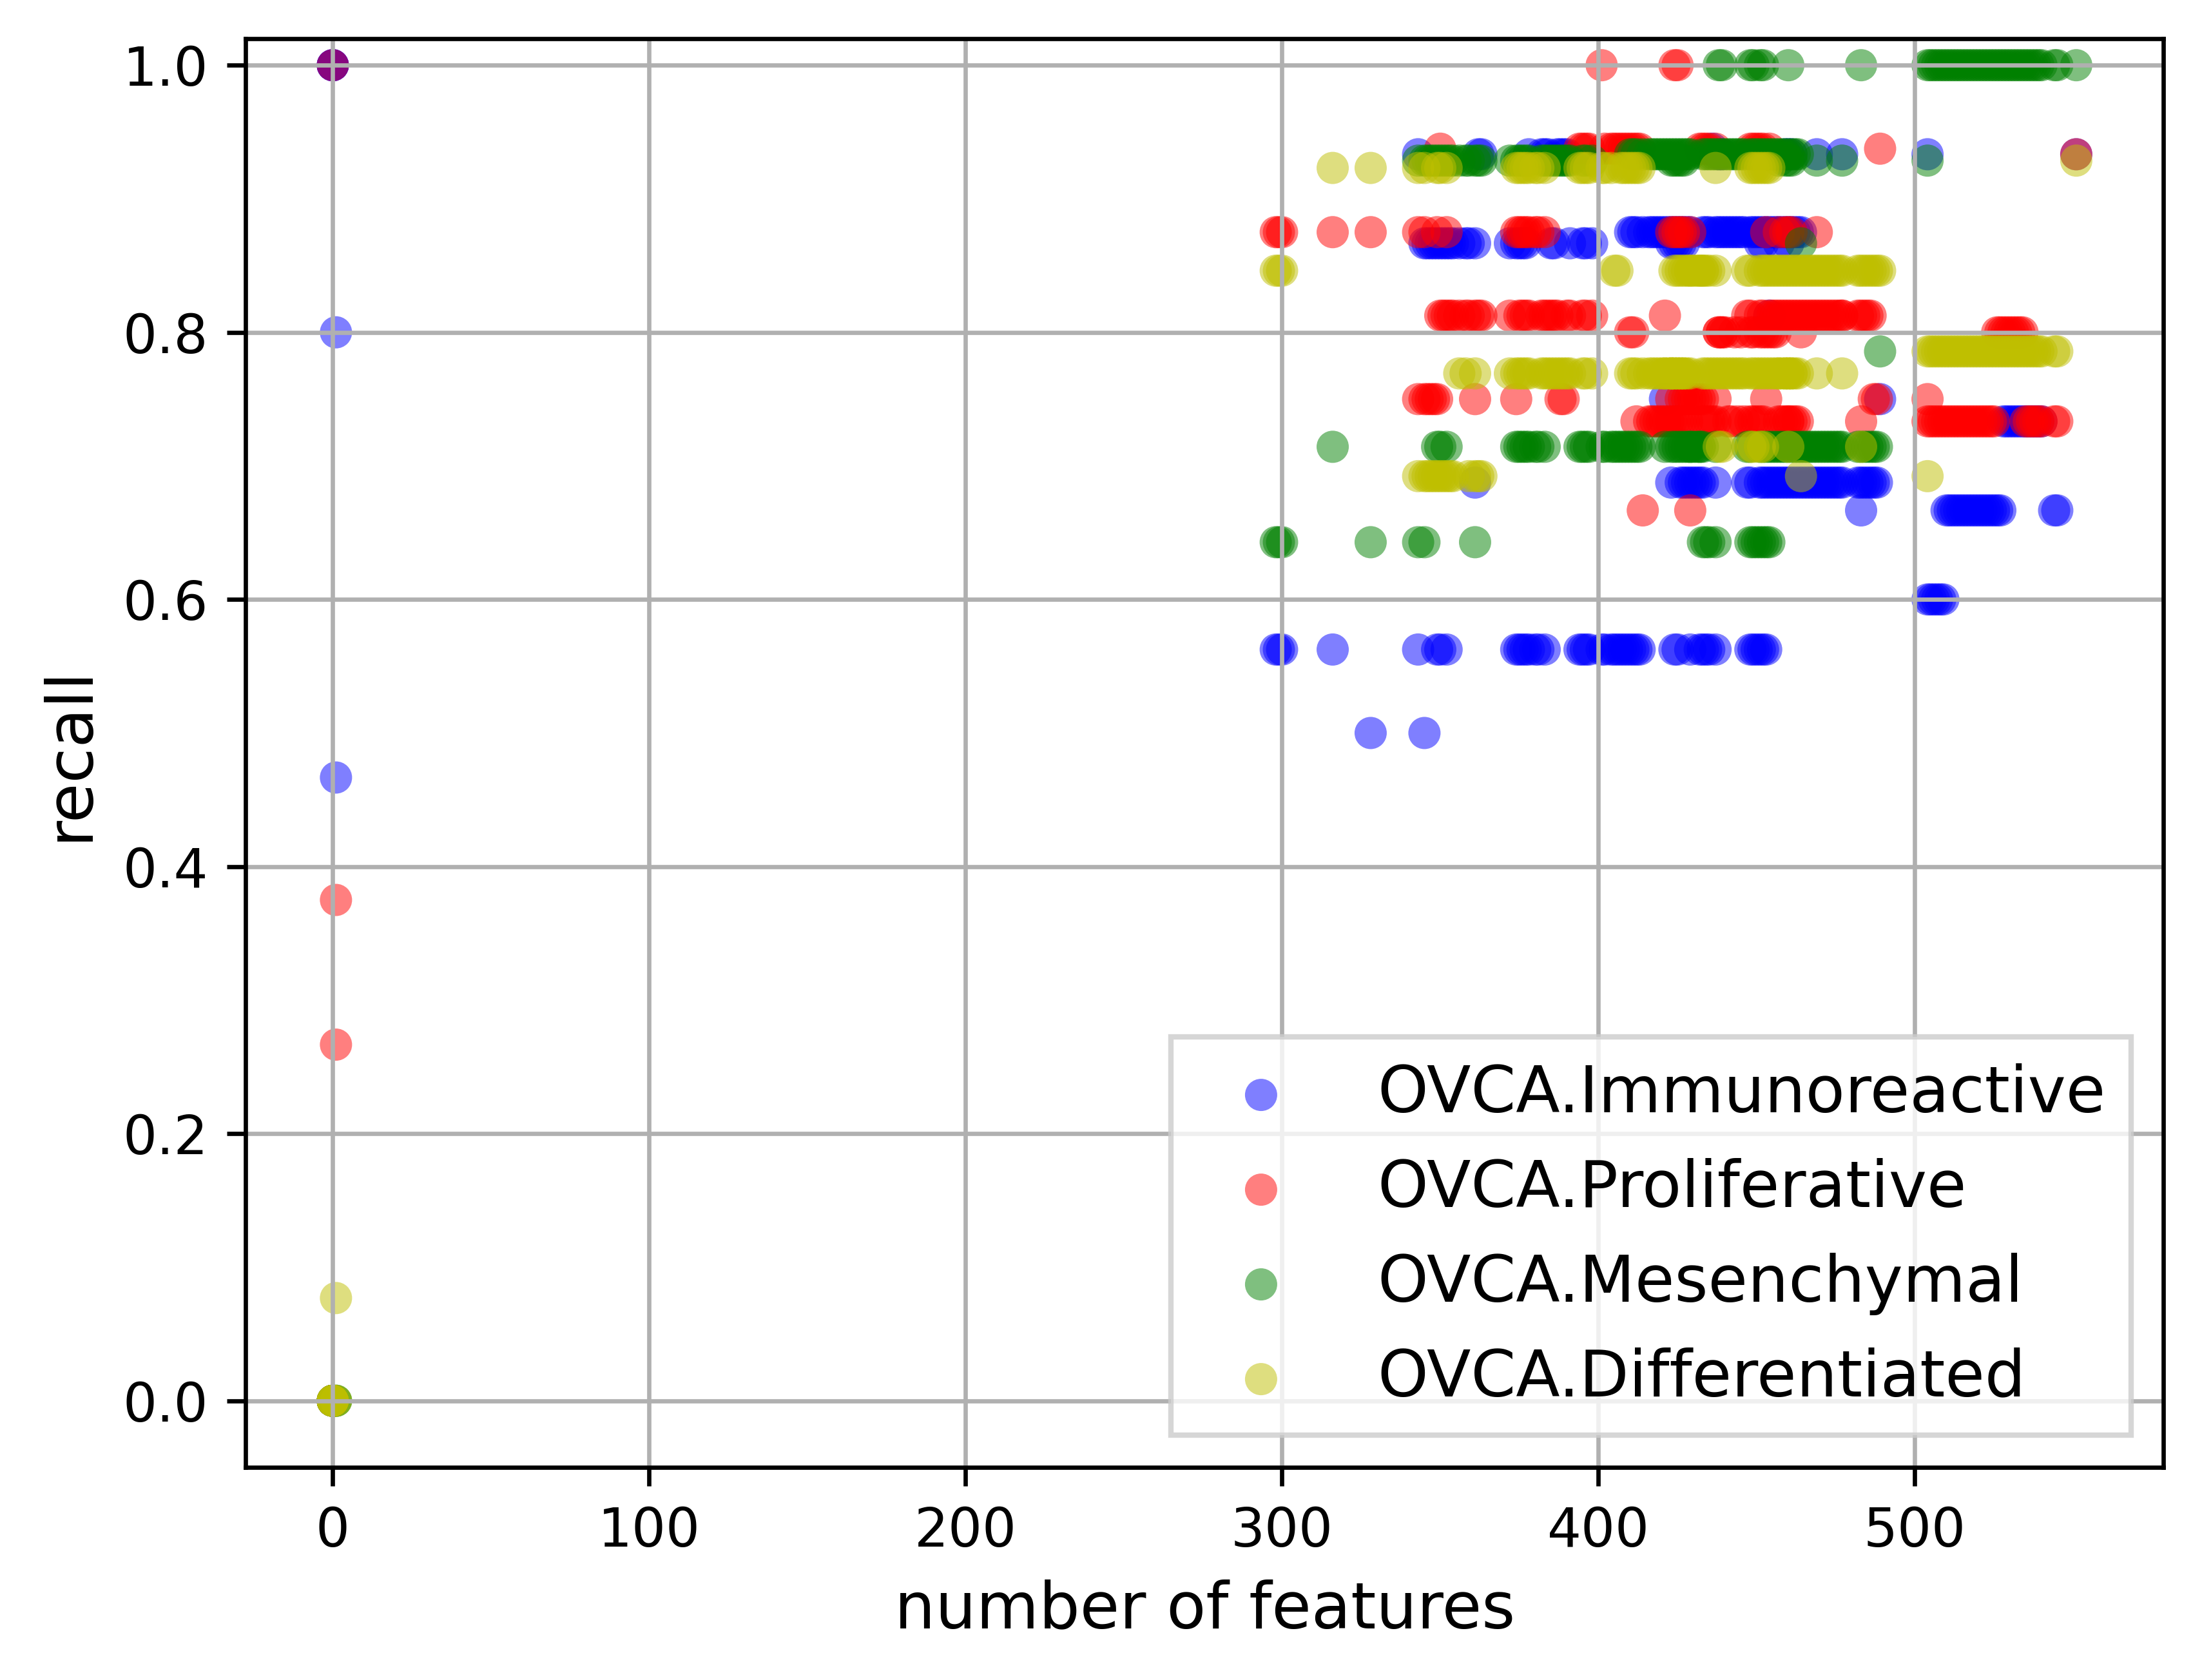 1.0
0.8
0.6
0.4
0.2
0.0
recall
OVCA.Immunoreactive
OVCA.Proliferative
OVCA.Mesenchymal
OVCA.Differentiated
0 100 200 300 400 500
number of features